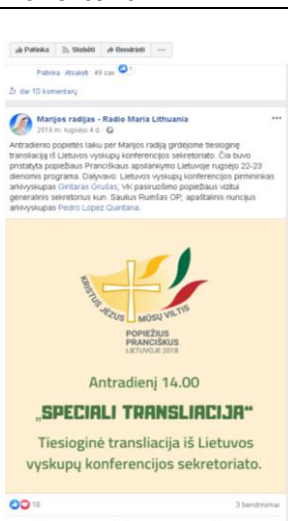 Patinka Stebėti Bendrinti ...
Patinka Atsakyti 49 sav. 1
Žr. dar 10 komentarų
Marijos radijas - Radio Maria Lithuania
2018 m. rugsėjo 4 d.
Antradienio popietės laiku per Marijos radiją girdėjome tiesioginę
transliaciją iš Lietuvos vyskupų konferencijos sekretoriato. Čia buvo
pristatyta popiežiaus Pranciškaus apsilankymo Lietuvoje rugsėjo 22-23
dienomis programa. Dalyvavo: Lietuvos vyskupų konferencijos pirmininkas
arkivyskupas Gintaras Grušas; VK pasiruošimo popiežiaus vizitui
generalinis sekretorius kun. Saulius Rumšas OP; apaštalinis nuncijus
arkivyskupas Pedro Lopez Quintana.
KRISTUS JĖZUS MŪSŲ VILTIS
POPIEŽIUS
PRANCIŠKUS
LIETUVOJE 2018
Antradienį 14.00
„SPECIALI TRANSLIACIJA“
Tiesioginė transliacija iš Lietuvos
vyskupų konferencijos sekretoriato.
18 3 bendrinimai